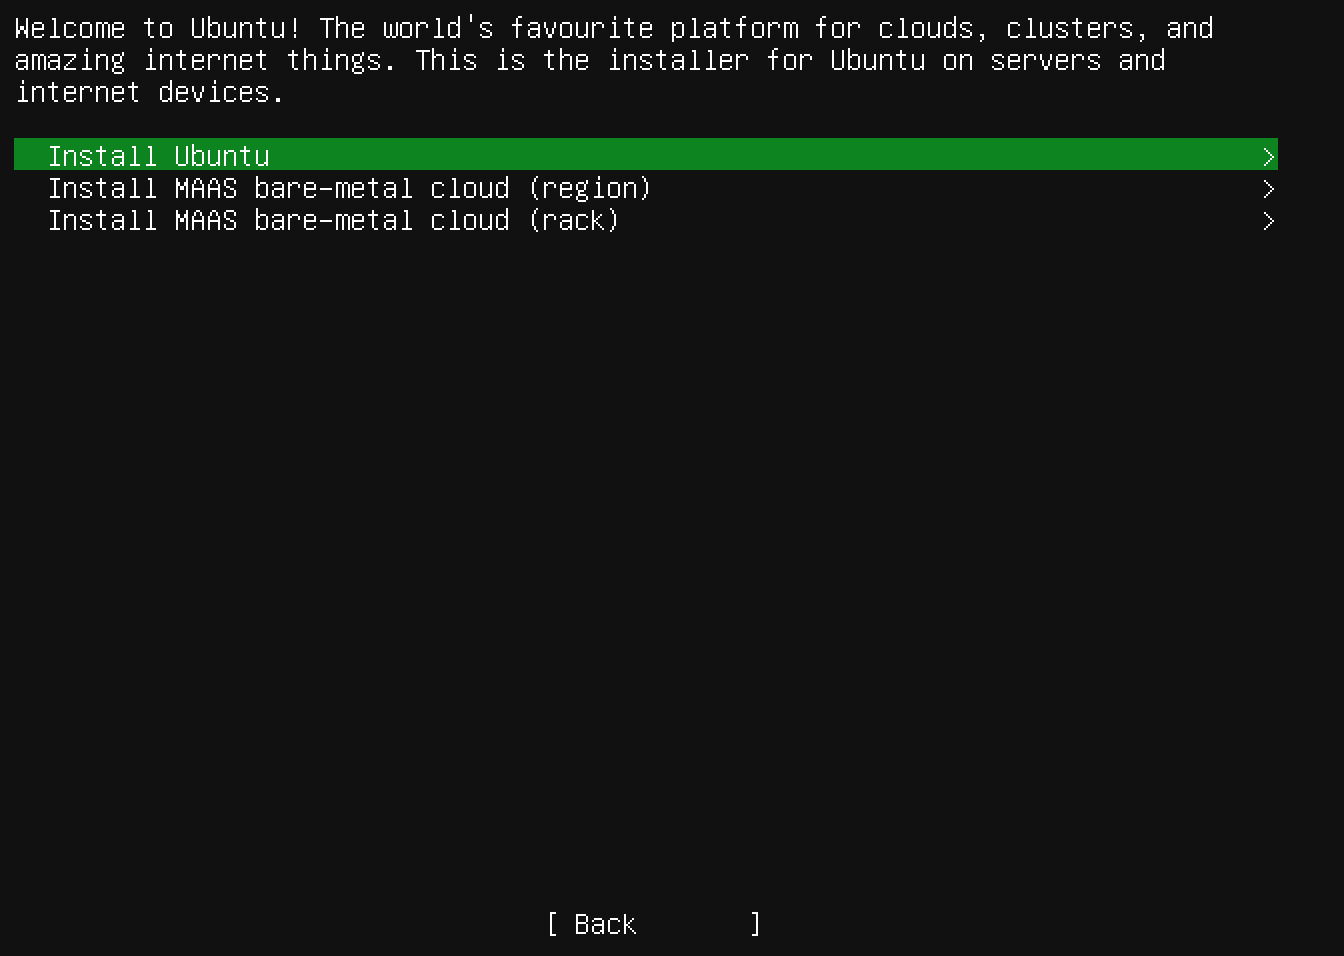 Welcome to Ubuntu! The world's favourite platform for clouds, clusters, and
amazing internet things. This is the installer for Ubuntu on servers and
internet devices.
Install Ubuntu >
Install MAAS bare-metal cloud (region) >
Install MAAS bare-metal cloud (rack) >
[ Back ]